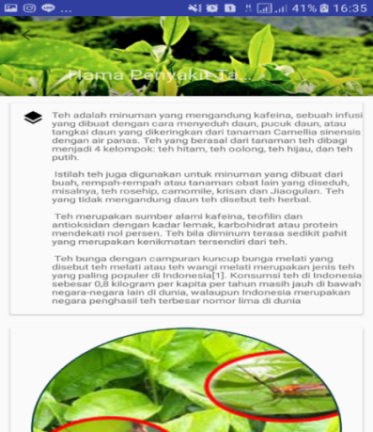 41% 16:35
Hama Penyakit Ta...
Teh adalah minuman yang mengandung kafeina, sebuah infusi
yang dibuat dengan cara menyeduh daun, pucuk daun, atau
tangkai daun yang dikeringkan dari tanaman Camellia sinensis
dengan air panas. Teh yang berasal dari tanaman teh dibagi
menjadi 4 kelompok: teh hitam, teh oolong, teh hijau, dan teh
putih.
Istilah teh juga digunakan untuk minuman yang dibuat dari
buah, rempah-rempah atau tanaman obat lain yang diseduh,
misalnya, teh rosehip, camomile, krisan dan Jiaogulan. Teh
yang tidak mengandung daun teh disebut teh herbal.
Teh merupakan sumber alami kafeina, teofilin dan
antioksidan dengan kadar lemak, karbohidrat atau protein
mendekati nol persen. Teh bila diminum terasa sedikit pahit
yang merupakan kenikmatan tersendiri dari teh.
Teh bunga dengan campuran kuncup bunga melati yang
disebut teh melati atau teh wangi melati merupakan jenis teh
yang paling populer di Indonesia[1]. Konsumsi teh di Indonesia
sebesar 0,8 kilogram per kapita per tahun masih jauh di bawah
negara-negara lain di dunia, walaupun Indonesia merupakan
negara penghasil teh terbesar nomor lima di dunia